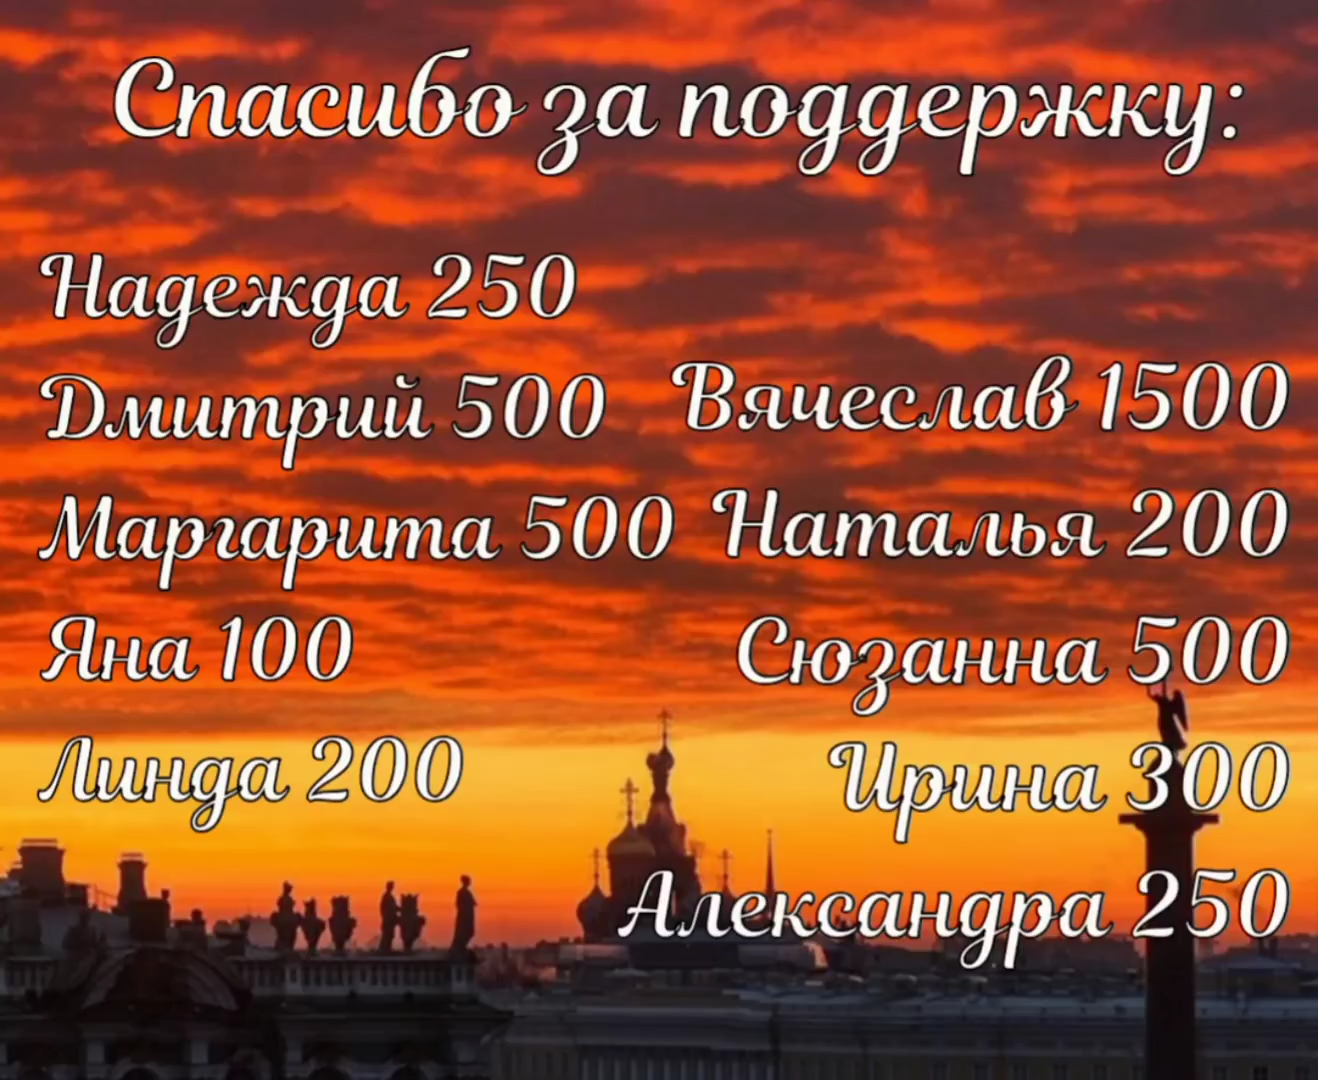 Спасибо за поддержку:
Надежда 250
Дмитрий 500
Маргарита 500
Яна 100
Линда 200
Вячеслав 1500
Наталья 200
Сюзанна 500
Ирина 300
Александра 250